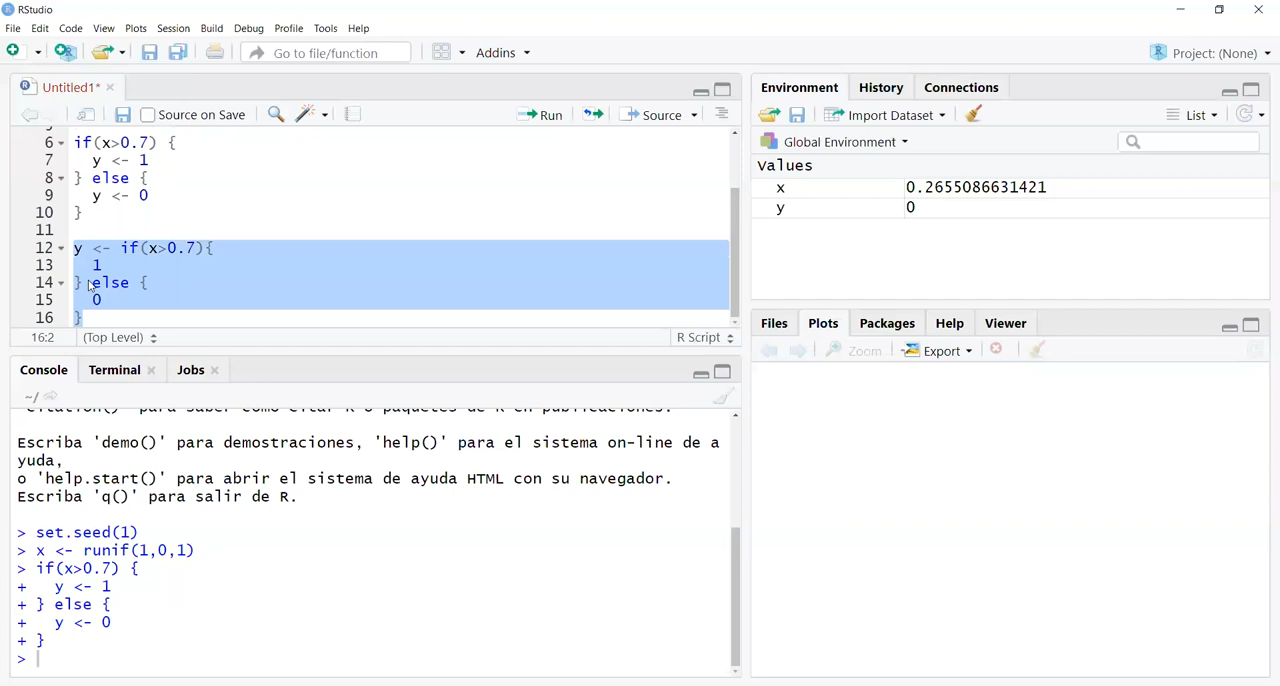 RStudio
File Edit Code View Plots Session Build Debug Profile Tools Help
Go to file/function Addins Project: (None)
Untitled1*
Source on Save Run Source
6 if(x>0.7) {
7 y <- 1
8 } else {
9 y <- 0
10 }
11
12 y <- if(x>0.7){
13 1
14 } else {
15 0
16 }
16:2 (Top Level) R Script
Console Terminal Jobs
~/
Escriba 'demo()' para demostraciones, 'help()' para el sistema on-line de a
yuda,
o 'help.start()' para abrir el sistema de ayuda HTML con su navegador.
Escriba 'q()' para salir de R.
> set.seed(1)
> x <- runif(1,0,1)
> if(x>0.7) {
+ y <- 1
+ } else {
+ y <- 0
+ }
>
Environment History Connections
Import Dataset List
Global Environment
Values
x 0.2655086631421
y 0
Files Plots Packages Help Viewer
Zoom Export